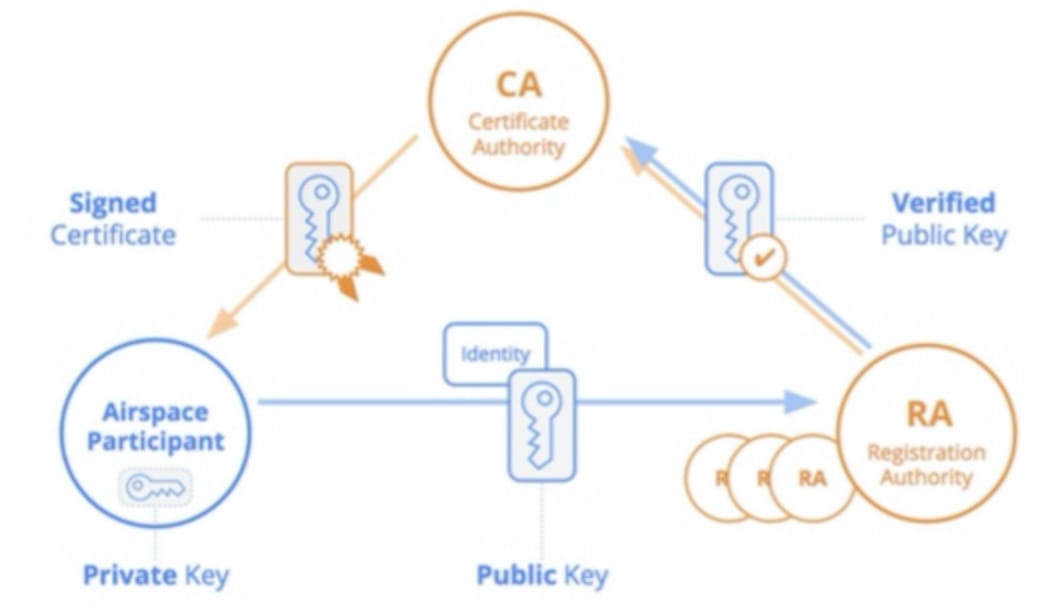 CA
Certificate
Authority
Signed
Certificate
Verified
Public Key
Identity
Airspace
Participant
RA
Registration
Authority
R
R
RA
Private Key
Public Key